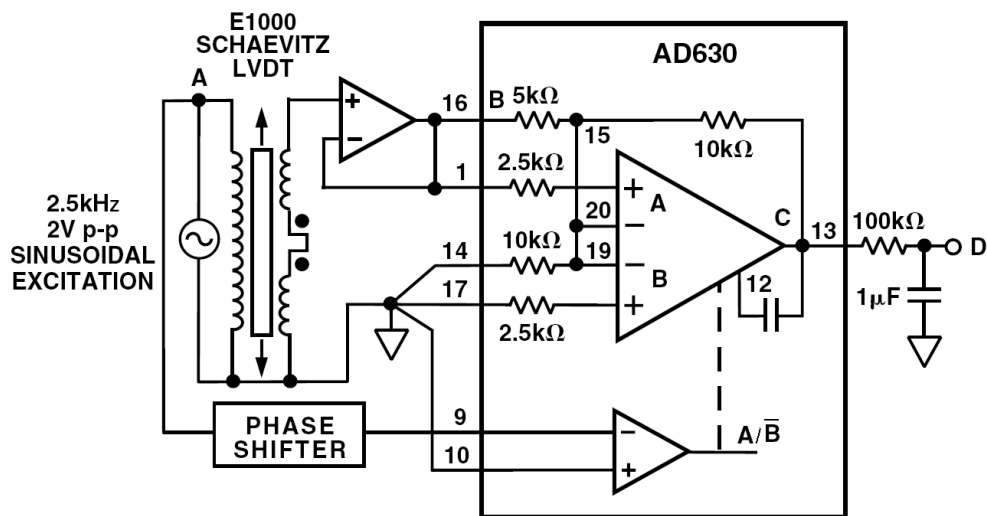 E1000
SCHAEVITZ
LVDT
A
2.5kHz
2V p-p
SINUSOIDAL
EXCITATION
+
–
16
1
14
17
PHASE
SHIFTER
9
10
AD630
B
5kΩ
15
10kΩ
2.5kΩ
20
10kΩ
19
2.5kΩ
+
A
–
–
B
+
12
C
13
100kΩ
D
1μF
–
+
A/B̅